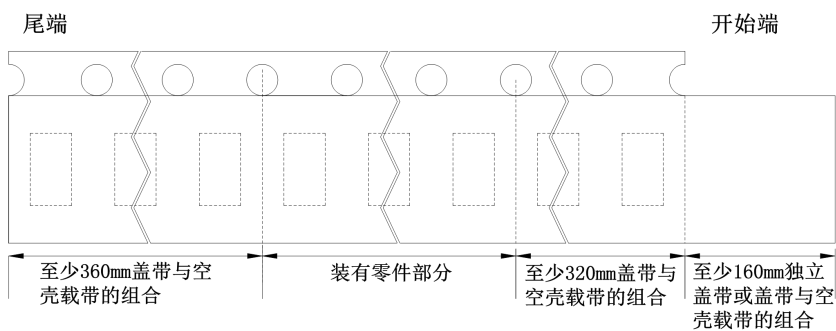 尾端
开始端
至少360mm盖带与空
壳载带的组合
装有零件部分
至少320mm盖带与
空壳载带的组合
至少160mm独立
盖带或盖带与空
壳载带的组合